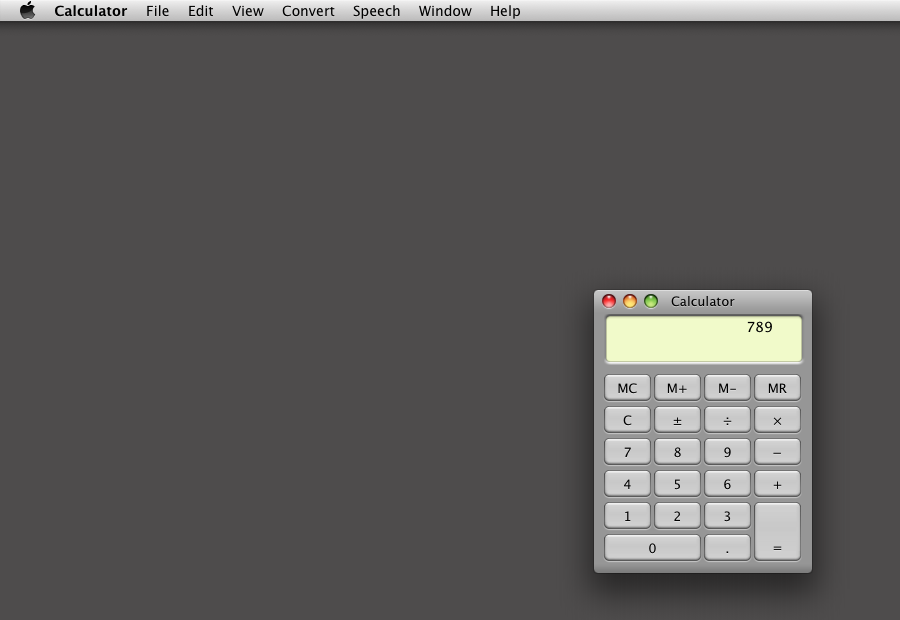 Calculator File Edit View Convert Speech Window Help
Calculator
789
MC M+ M− MR
C ± ÷ ×
7 8 9 −
4 5 6 +
1 2 3
0 . =